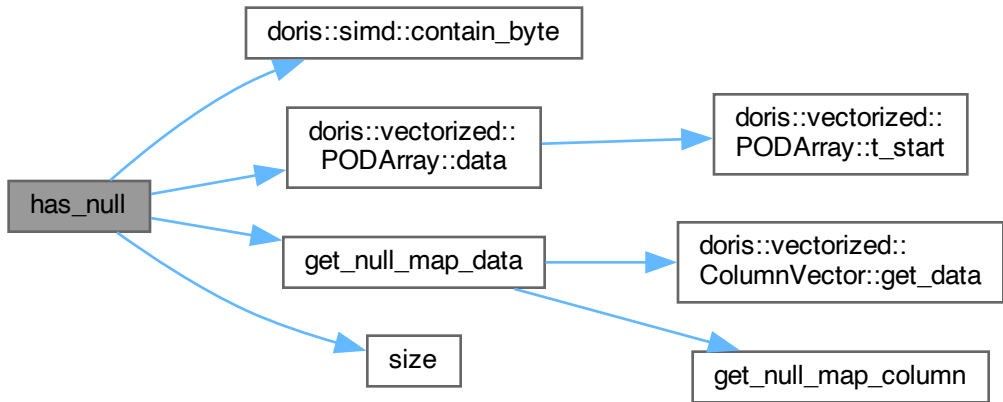 doris::simd::contain_byte
doris::vectorized::
PODArray::data
doris::vectorized::
PODArray::t_start
has_null
get_null_map_data
doris::vectorized::
ColumnVector::get_data
size
get_null_map_column